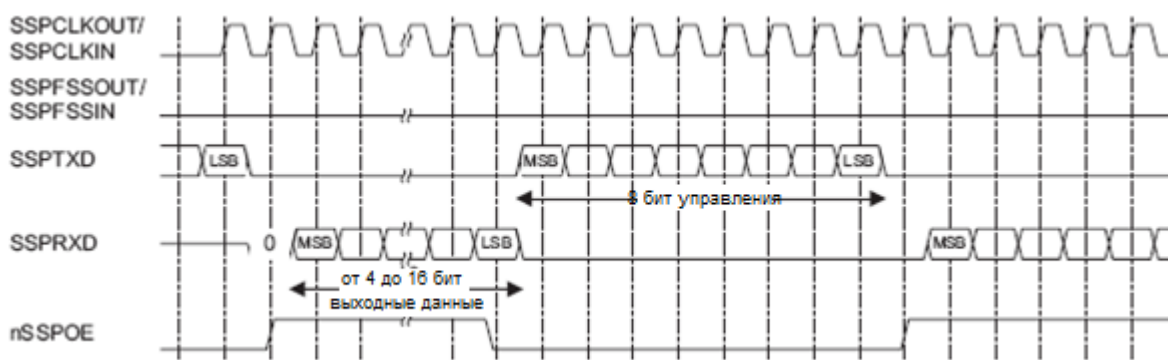 SSPCLKOUT/
SSPCLKIN
SSPFSSOUT/
SSPFSSIN
SSPTXD LSB MSB LSB
8 бит управления
SSPRXD 0 MSB LSB MSB
от 4 до 16 бит
выходные данные
nSSPOE